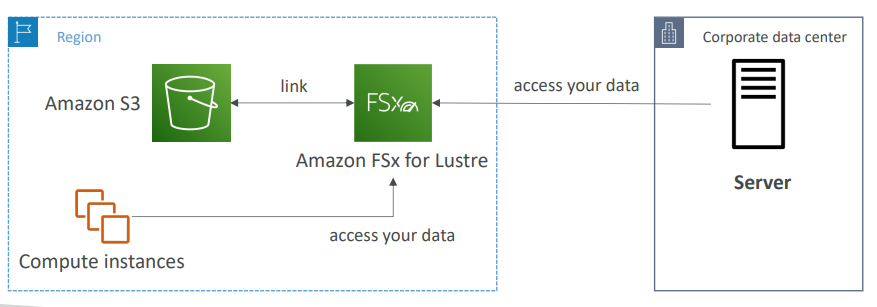 Region
Corporate data center
Amazon S3
link
FSx
access your data
Amazon FSx for Lustre
Server
access your data
Compute instances